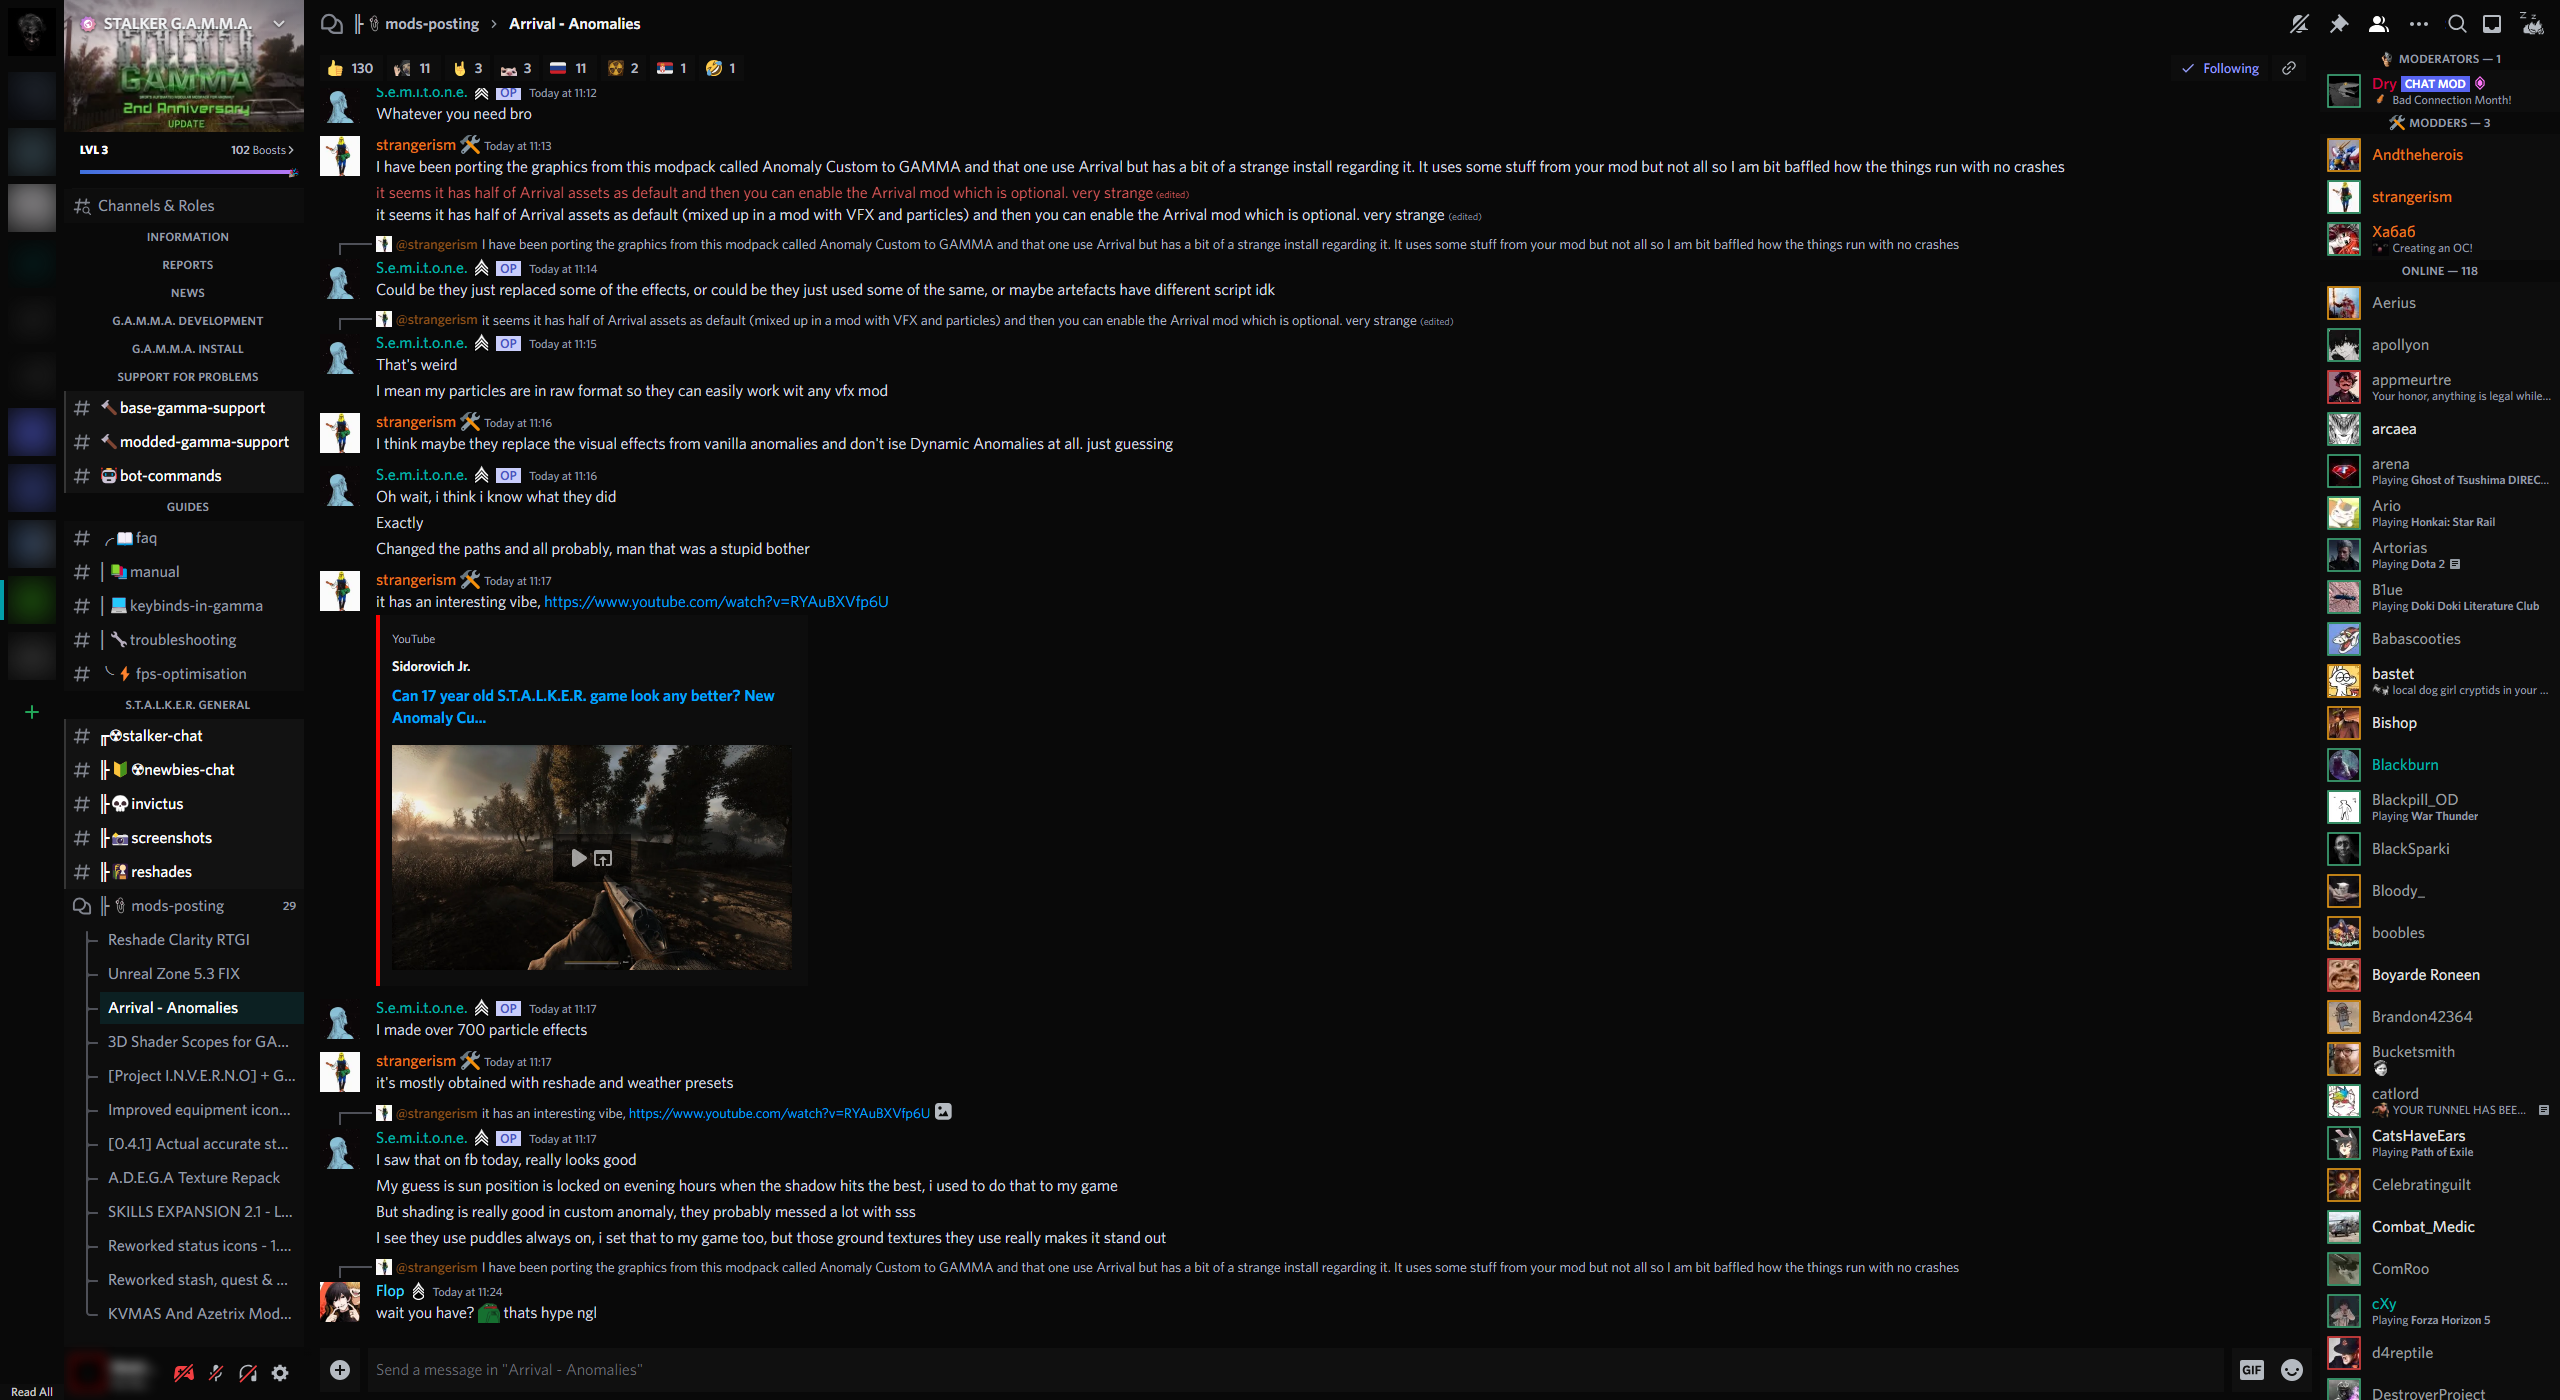 STALKER G.A.M.M.A.
GAMMA
2nd Anniversary
UPDATE
LVL 3
102 Boosts
Channels & Roles
INFORMATION
REPORTS
NEWS
G.A.M.M.A. DEVELOPMENT
G.A.M.M.A. INSTALL
SUPPORT FOR PROBLEMS
base-gamma-support
modded-gamma-support
bot-commands
GUIDES
faq
manual
keybinds-in-gamma
troubleshooting
fps-optimisation
S.T.A.L.K.E.R. GENERAL
stalker-chat
newbies-chat
invictus
screenshots
reshades
mods-posting 29
Reshade Clarity RTGI
Unreal Zone 5.3 FIX
Arrival - Anomalies
3D Shader Scopes for GA...
[Project I.N.V.E.R.N.O] + G...
Improved equipment icon...
[0.4.1] Actual accurate st...
A.D.E.G.A Texture Repack
SKILLS EXPANSION 2.1 - L...
Reworked status icons - 1....
Reworked stash, quest & ...
KVMAS And Azetrix Mod...
Read All
mods-posting > Arrival - Anomalies
130 11 3 3 11 2 1 1
Following
S.e.m.i.t.o.n.e. OP Today at 11:12
Whatever you need bro
strangerism Today at 11:13
I have been porting the graphics from this modpack called Anomaly Custom to GAMMA and that one use Arrival but has a bit of a strange install regarding it. It uses some stuff from your mod but not all so I am bit baffled how the things run with no crashes
it seems it has half of Arrival assets as default and then you can enable the Arrival mod which is optional. very strange (edited)
it seems it has half of Arrival assets as default (mixed up in a mod with VFX and particles) and then you can enable the Arrival mod which is optional. very strange (edited)
@strangerism I have been porting the graphics from this modpack called Anomaly Custom to GAMMA and that one use Arrival but has a bit of a strange install regarding it. It uses some stuff from your mod but not all so I am bit baffled how the things run with no crashes
S.e.m.i.t.o.n.e. OP Today at 11:14
Could be they just replaced some of the effects, or could be they just used some of the same, or maybe artefacts have different script idk
@strangerism it seems it has half of Arrival assets as default (mixed up in a mod with VFX and particles) and then you can enable the Arrival mod which is optional. very strange (edited)
S.e.m.i.t.o.n.e. OP Today at 11:15
That's weird
I mean my particles are in raw format so they can easily work wit any vfx mod
strangerism Today at 11:16
I think maybe they replace the visual effects from vanilla anomalies and don't ise Dynamic Anomalies at all. just guessing
S.e.m.i.t.o.n.e. OP Today at 11:16
Oh wait, i think i know what they did
Exactly
Changed the paths and all probably, man that was a stupid bother
strangerism Today at 11:17
it has an interesting vibe, https://www.youtube.com/watch?v=RYAuBXVfp6U
YouTube
Sidorovich Jr.
Can 17 year old S.T.A.L.K.E.R. game look any better? New
Anomaly Cu...
S.e.m.i.t.o.n.e. OP Today at 11:17
I made over 700 particle effects
strangerism Today at 11:17
it's mostly obtained with reshade and weather presets
@strangerism it has an interesting vibe, https://www.youtube.com/watch?v=RYAuBXVfp6U
S.e.m.i.t.o.n.e. OP Today at 11:17
I saw that on fb today, really looks good
My guess is sun position is locked on evening hours when the shadow hits the best, i used to do that to my game
But shading is really good in custom anomaly, they probably messed a lot with sss
I see they use puddles always on, i set that to my game too, but those ground textures they use really makes it stand out
@strangerism I have been porting the graphics from this modpack called Anomaly Custom to GAMMA and that one use Arrival but has a bit of a strange install regarding it. It uses some stuff from your mod but not all so I am bit baffled how the things run with no crashes
Flop Today at 11:24
wait you have? thats hype ngl
Send a message in "Arrival - Anomalies"
GIF
MODERATORS — 1
Dry CHAT MOD
Bad Connection Month!
MODDERS — 3
Andtheherois
strangerism
Хабаб
Creating an OC!
ONLINE — 118
Aerius
apollyon
appmeurtre
Your honor, anything is legal while...
arcaea
arena
Playing Ghost of Tsushima DIREC...
Ario
Playing Honkai: Star Rail
Artorias
Playing Dota 2
B1ue
Playing Doki Doki Literature Club
Babascooties
bastet
local dog girl cryptids in your ...
Bishop
Blackburn
Blackpill_OD
Playing War Thunder
BlackSparki
Bloody_
boobles
Boyarde Roneen
Brandon42364
Bucketsmith
catlord
YOUR TUNNEL HAS BEE...
CatsHaveEars
Playing Path of Exile
Celebratinguilt
Combat_Medic
ComRoo
cXy
Playing Forza Horizon 5
d4reptile
DestroyerProject